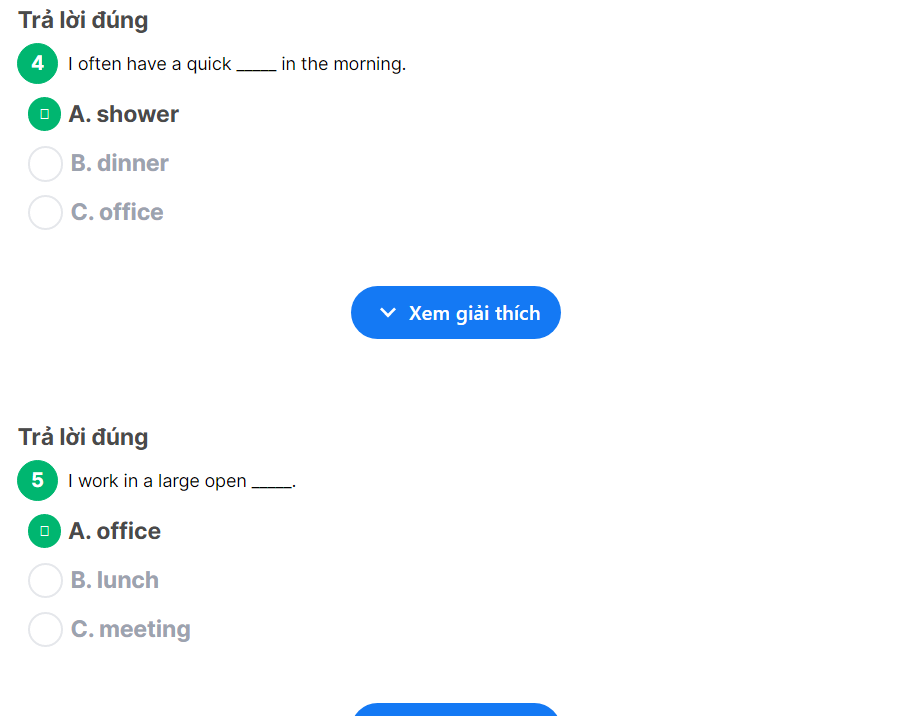 Trả lời đúng
4 I often have a quick _____ in the morning.
A. shower
B. dinner
C. office
Xem giải thích
Trả lời đúng
5 I work in a large open _____.
A. office
B. lunch
C. meeting